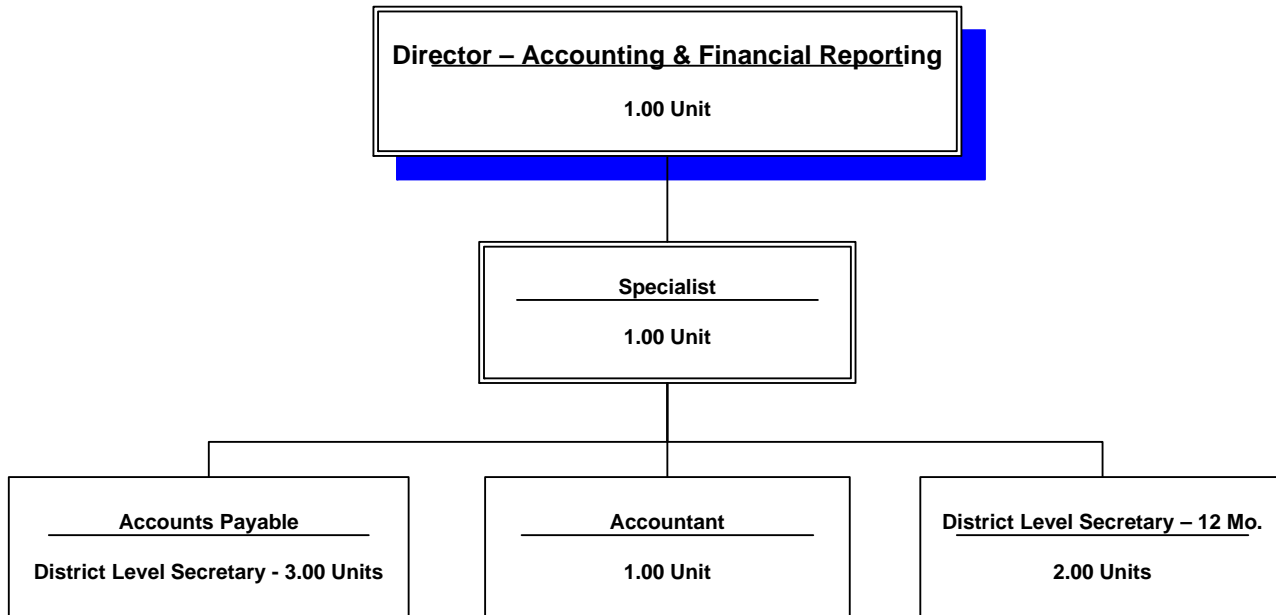 Director – Accounting & Financial Reporting
1.00 Unit
Specialist
1.00 Unit
Accounts Payable
District Level Secretary - 3.00 Units
Accountant
1.00 Unit
District Level Secretary – 12 Mo.
2.00 Units